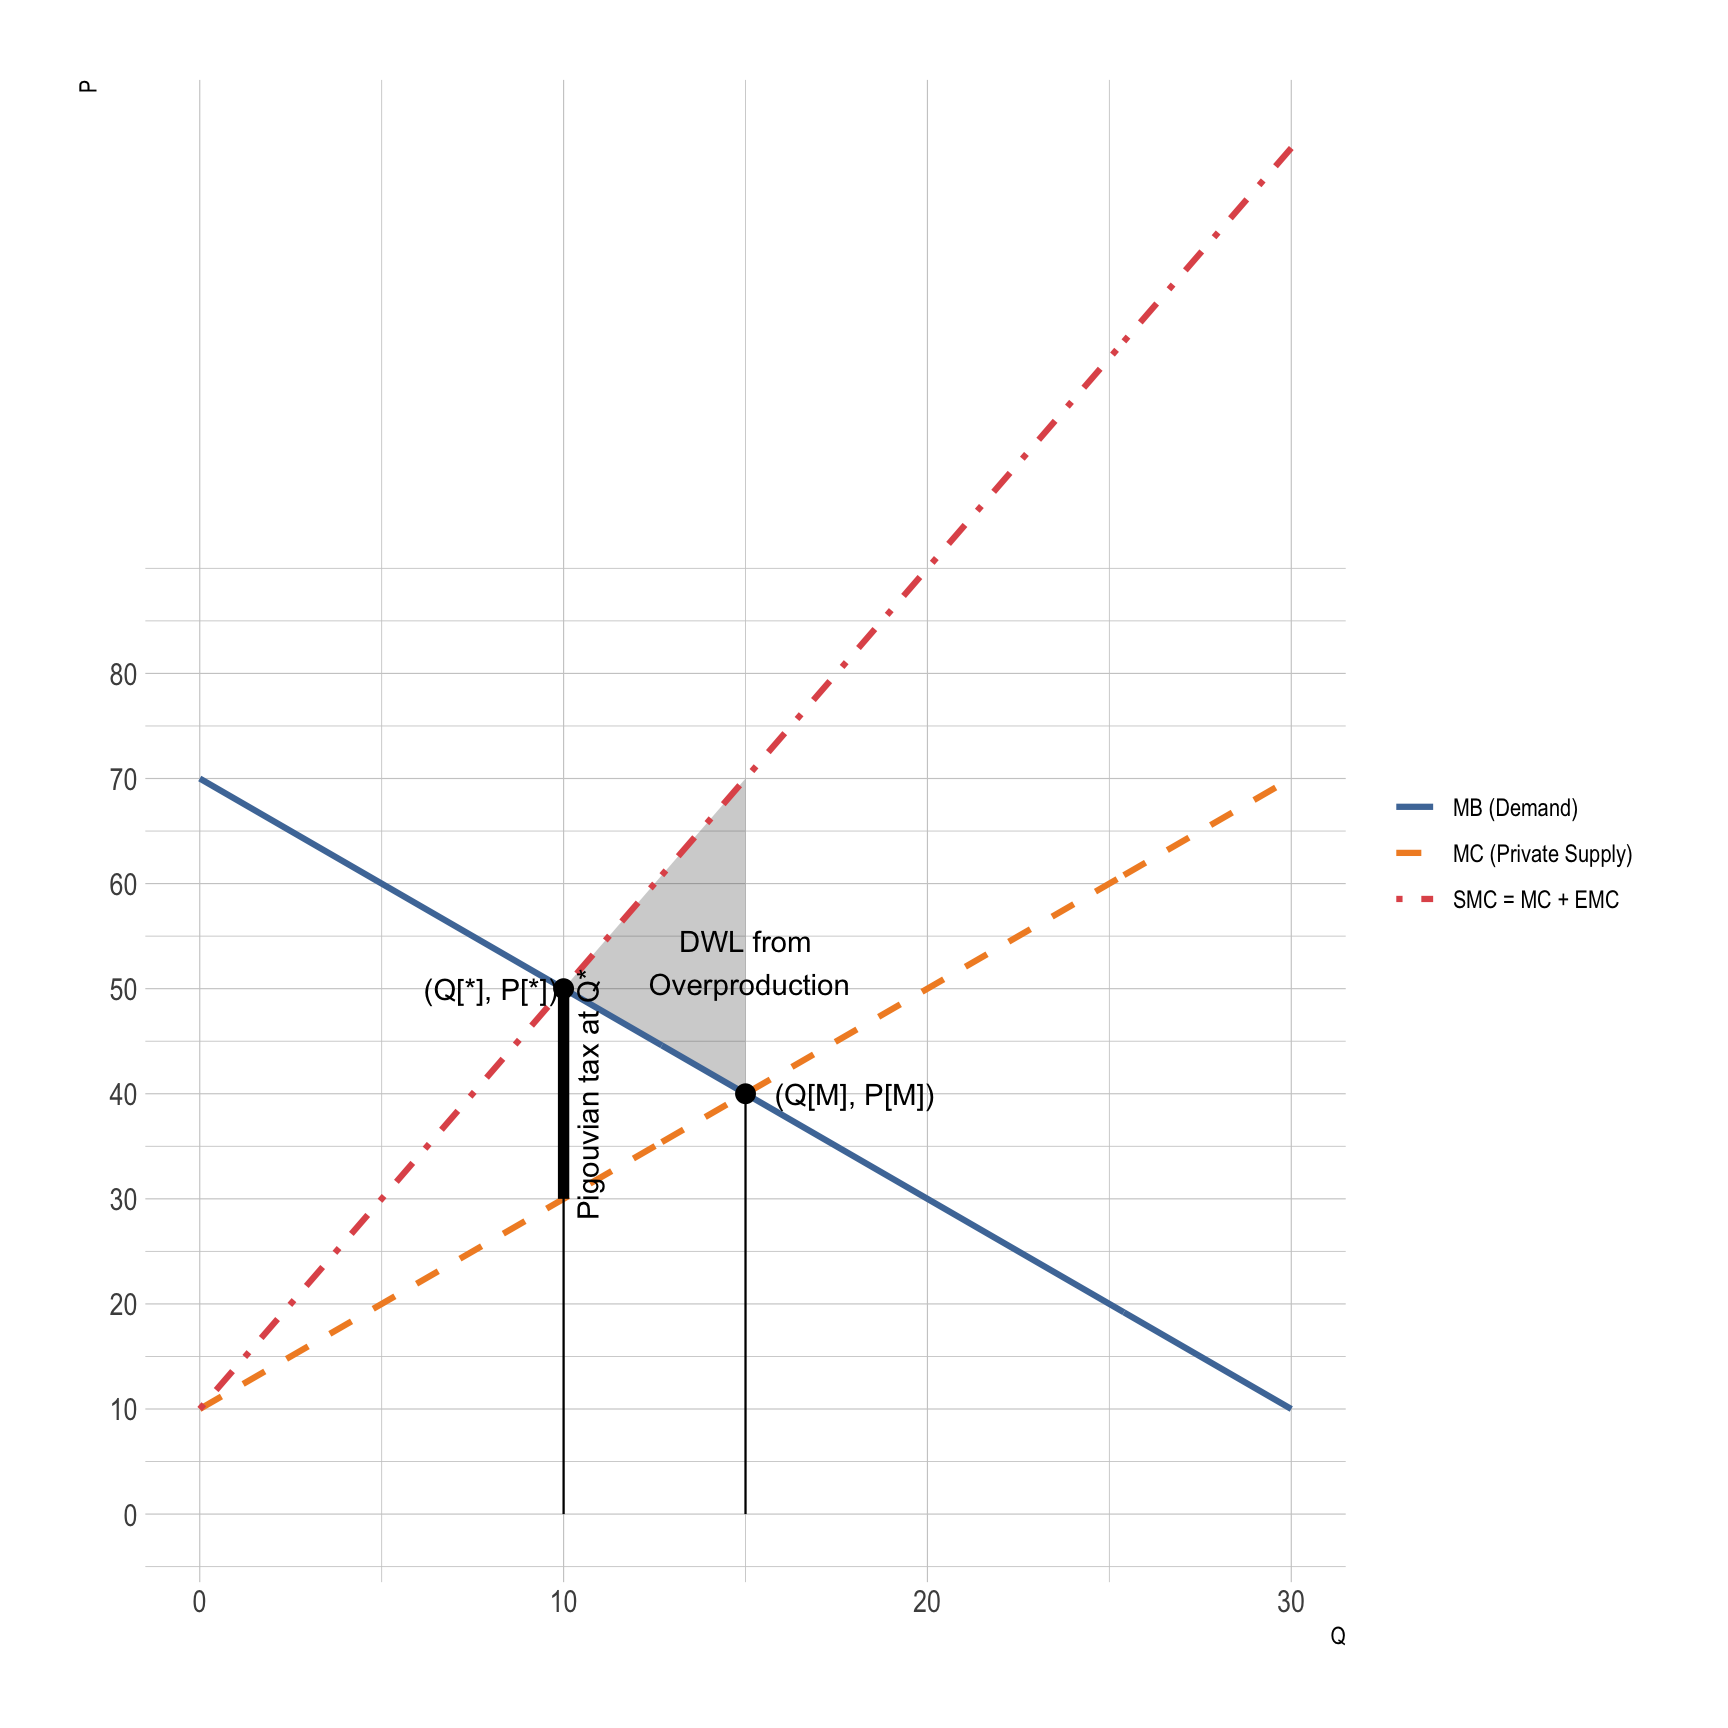 P
80
70
60
50
40
30
20
10
0
0 10 20 30
Q
DWL from
Overproduction
(Q[*], P[*])
Pigouvian tax at Q*
(Q[M], P[M])
MB (Demand)
MC (Private Supply)
SMC = MC + EMC